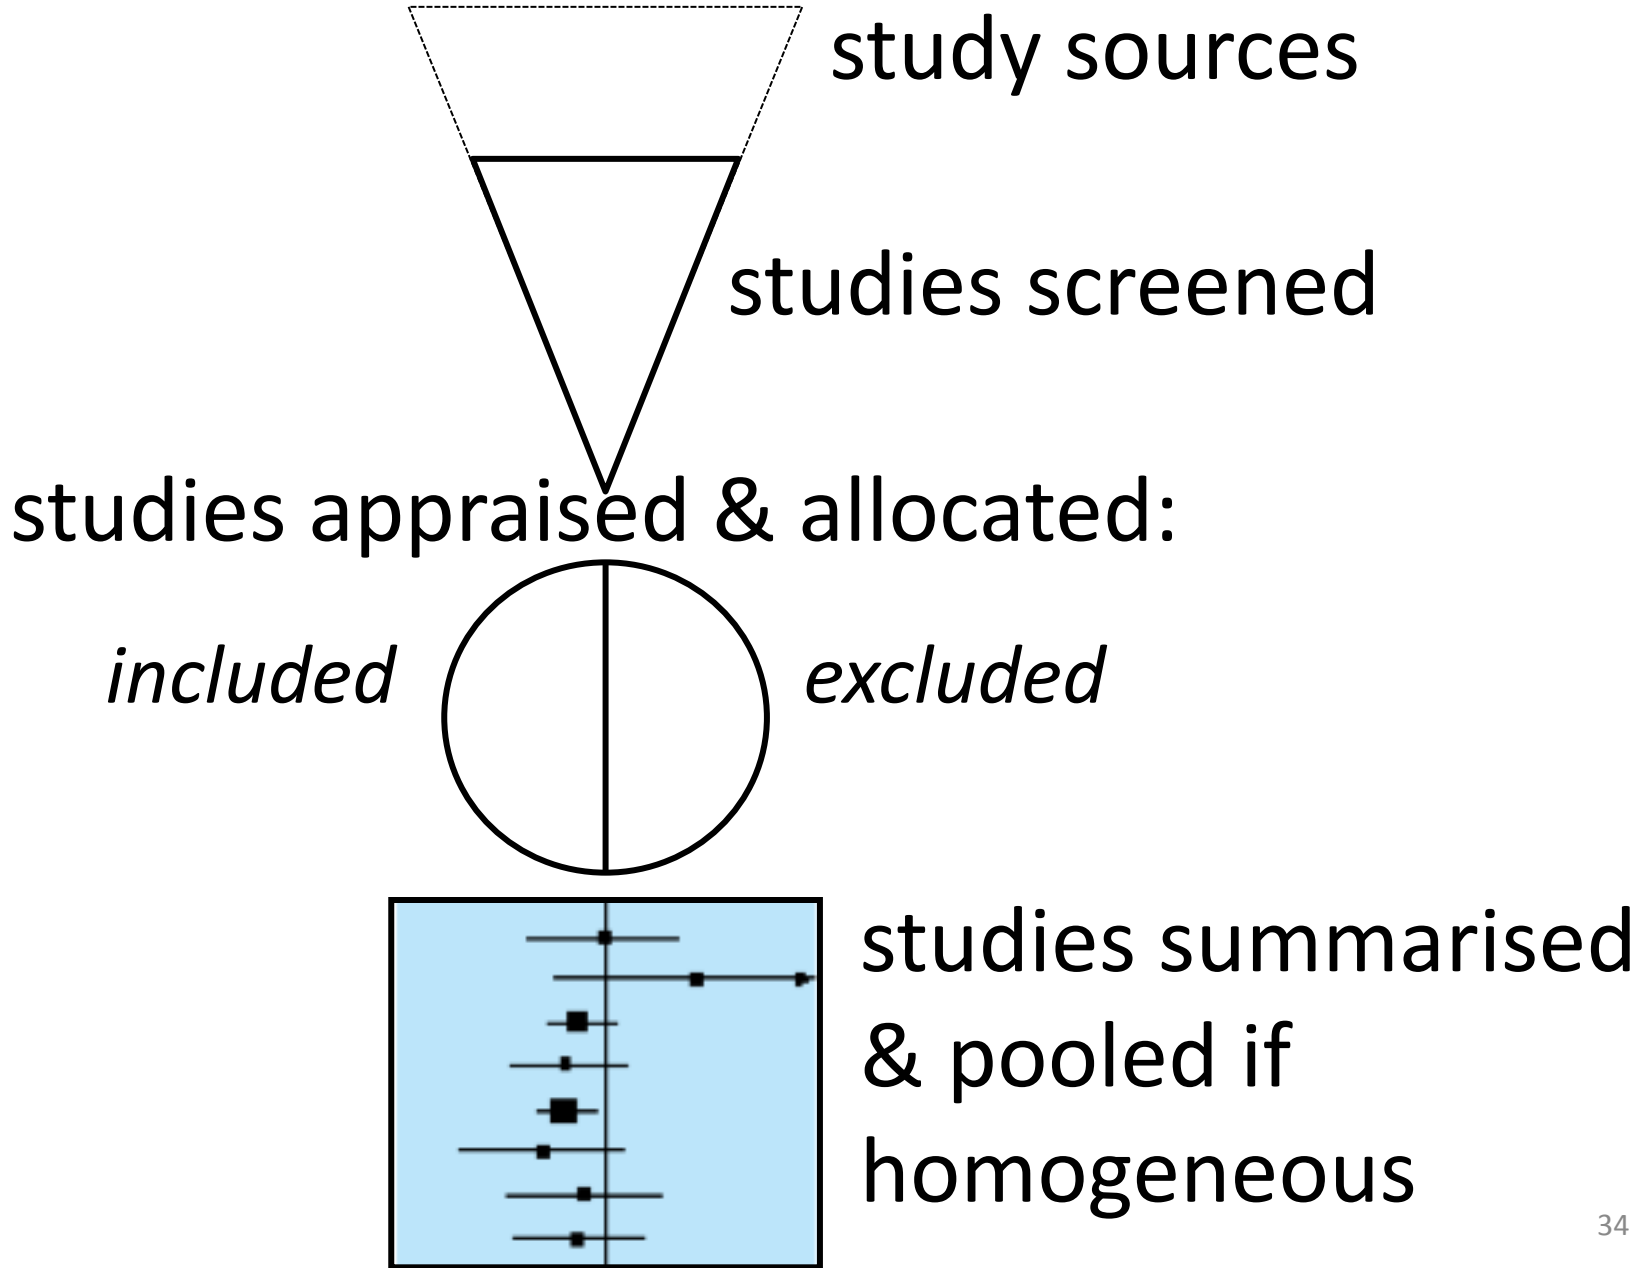 study sources
studies screened
studies appraised & allocated:
included
excluded
studies summarised
& pooled if
homogeneous
34